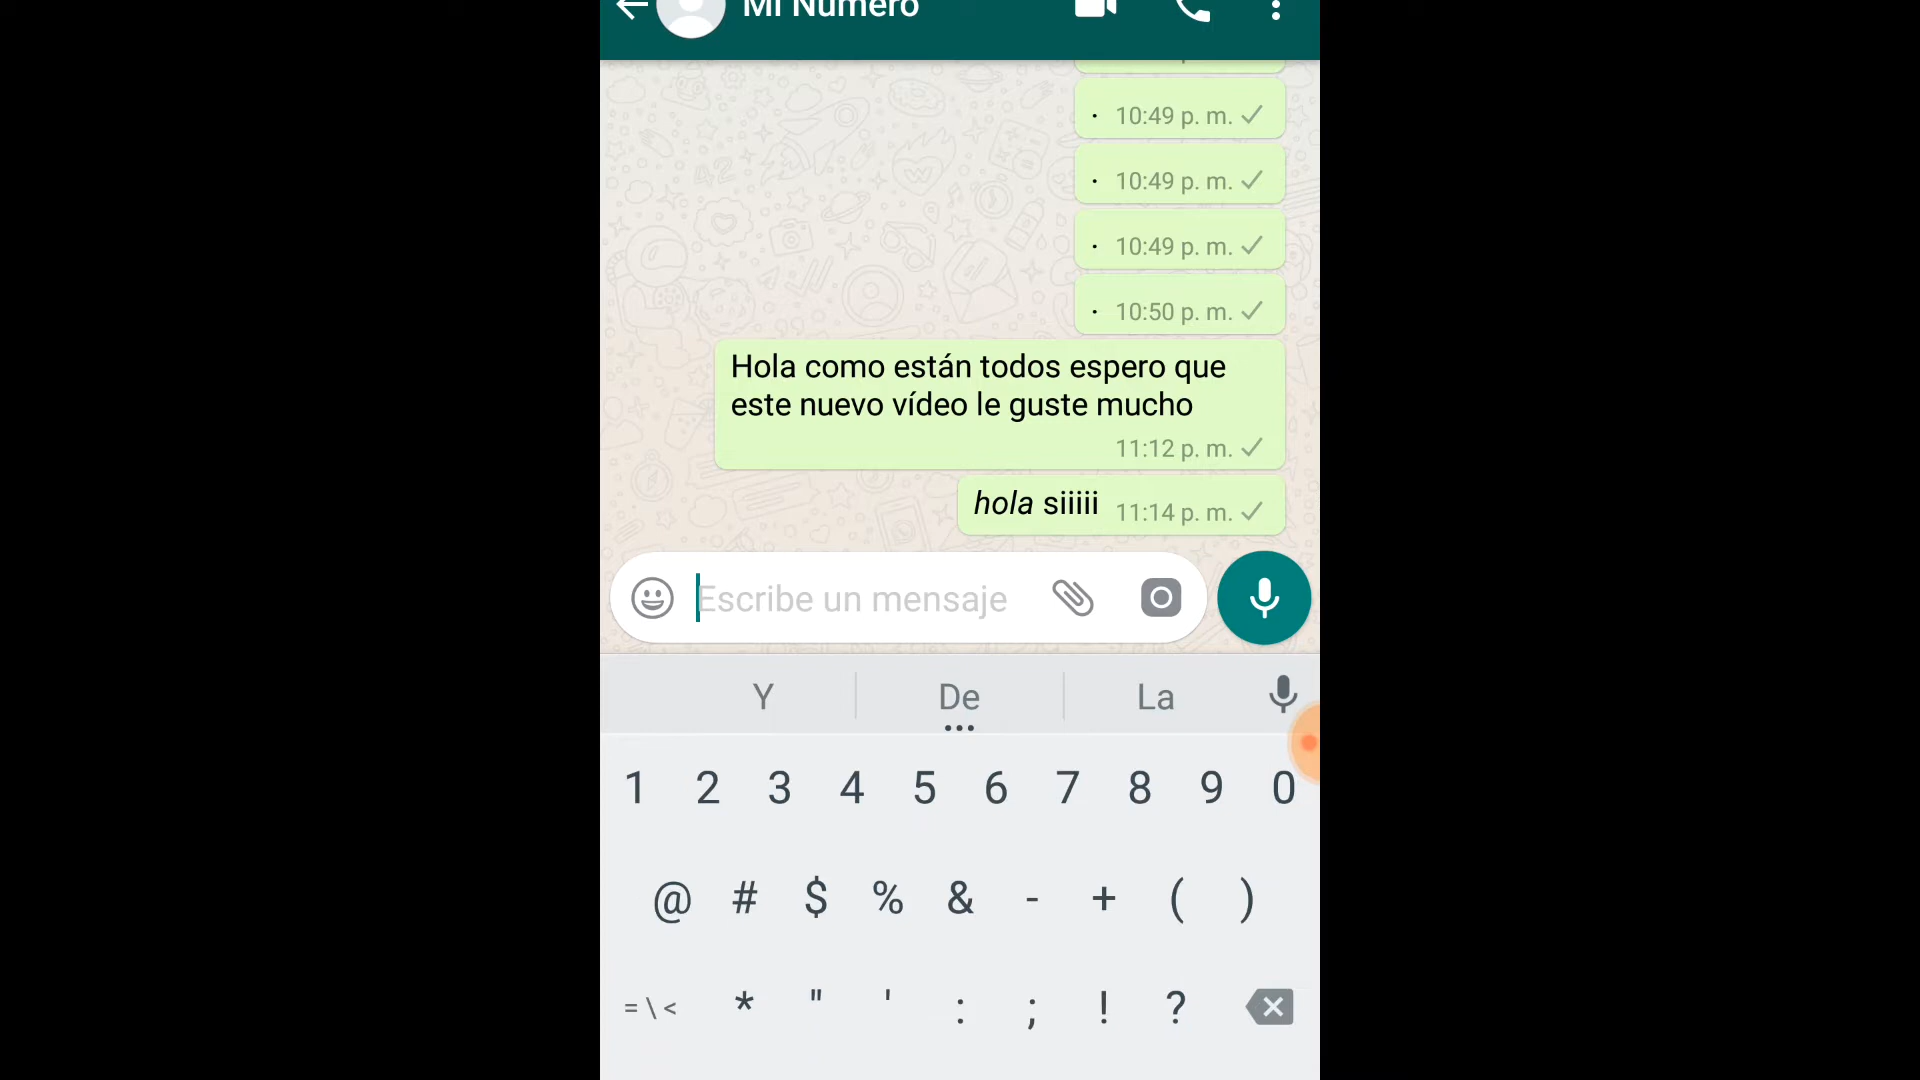 Mi Numero
. 10:49 p. m.
. 10:49 p. m.
. 10:49 p. m.
. 10:50 p. m.
Hola como están todos espero que
este nuevo vídeo le guste mucho
11:12 p. m.
hola siiiii 11:14 p. m.
Escribe un mensaje
Y De La
1 2 3 4 5 6 7 8 9 0
@ # $ % & - + ( )
= \ < * " ' : ; ! ?